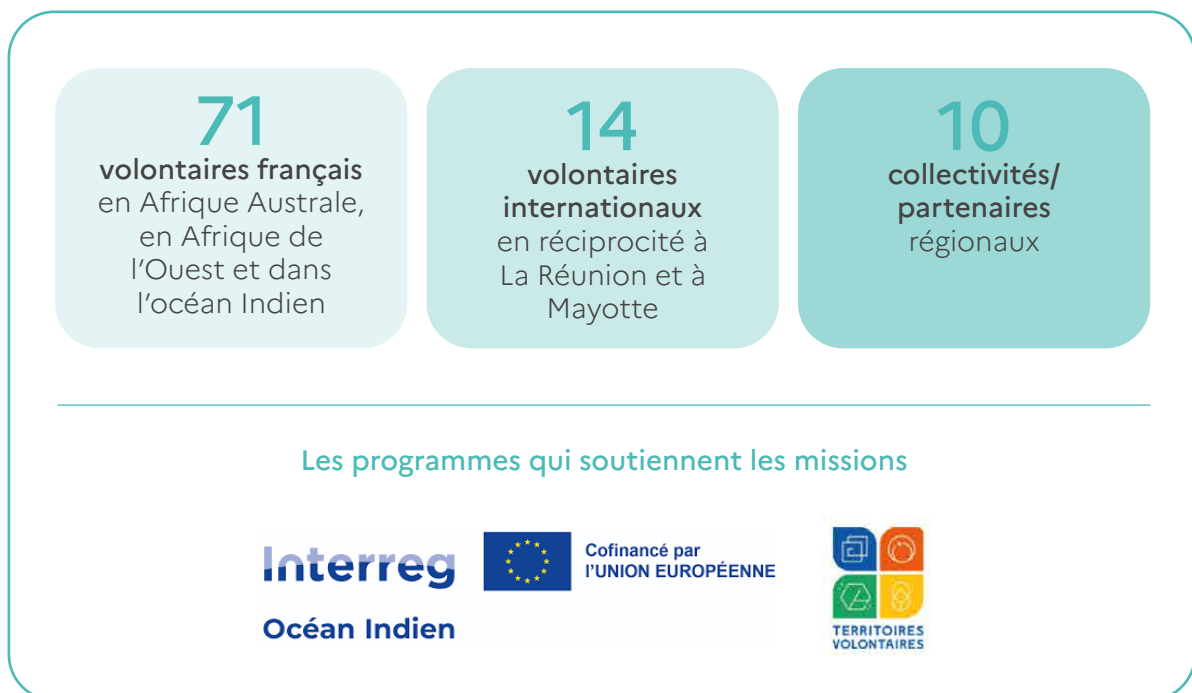 71
volontaires français
en Afrique Australe,
en Afrique de
l'Ouest et dans
l'océan Indien
14
volontaires
internationaux
en réciprocité à
La Réunion et à
Mayotte
10
collectivités/
partenaires
régionaux
Les programmes qui soutiennent les missions
Interreg
Océan Indien
Cofinancé par
l'UNION EUROPÉENNE
TERRITOIRES
VOLONTAIRES